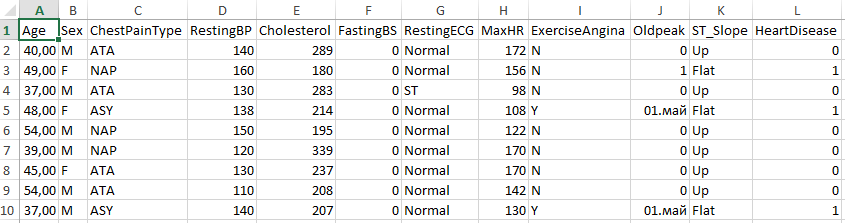 A B C D E F G H I J K L
1 Age Sex ChestPainType RestingBP Cholesterol FastingBS RestingECG MaxHR ExerciseAngina Oldpeak ST_Slope HeartDisease
2 40,00 M ATA 140 289 0 Normal 172 N 0 Up 0
3 49,00 F NAP 160 180 0 Normal 156 N 1 Flat 1
4 37,00 M ATA 130 283 0 ST 98 N 0 Up 0
5 48,00 F ASY 138 214 0 Normal 108 Y 01.май Flat 1
6 54,00 M NAP 150 195 0 Normal 122 N 0 Up 0
7 39,00 M NAP 120 339 0 Normal 170 N 0 Up 0
8 45,00 F ATA 130 237 0 Normal 170 N 0 Up 0
9 54,00 M ATA 110 208 0 Normal 142 N 0 Up 0
10 37,00 M ASY 140 207 0 Normal 130 Y 01.май Flat 1